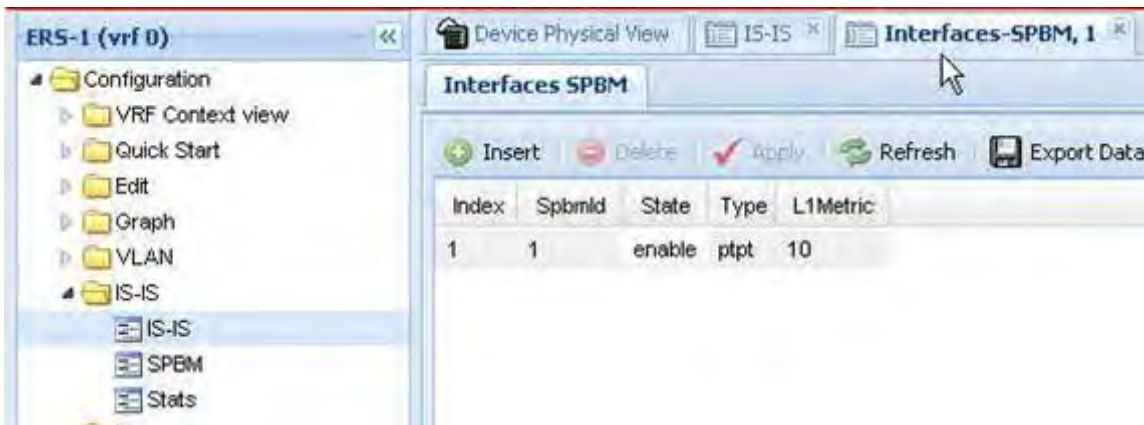 ERS-1 (vrf 0)
Configuration
VRF Context view
Quick Start
Edit
Graph
VLAN
IS-IS
IS-IS
SPBM
Stats
Device Physical View
IS-IS
Interfaces-SPBM, 1
Interfaces SPBM
Insert Delete Apply Refresh Export Data
Index SpbmId State Type L1Metric
1 1 enable ptpt 10